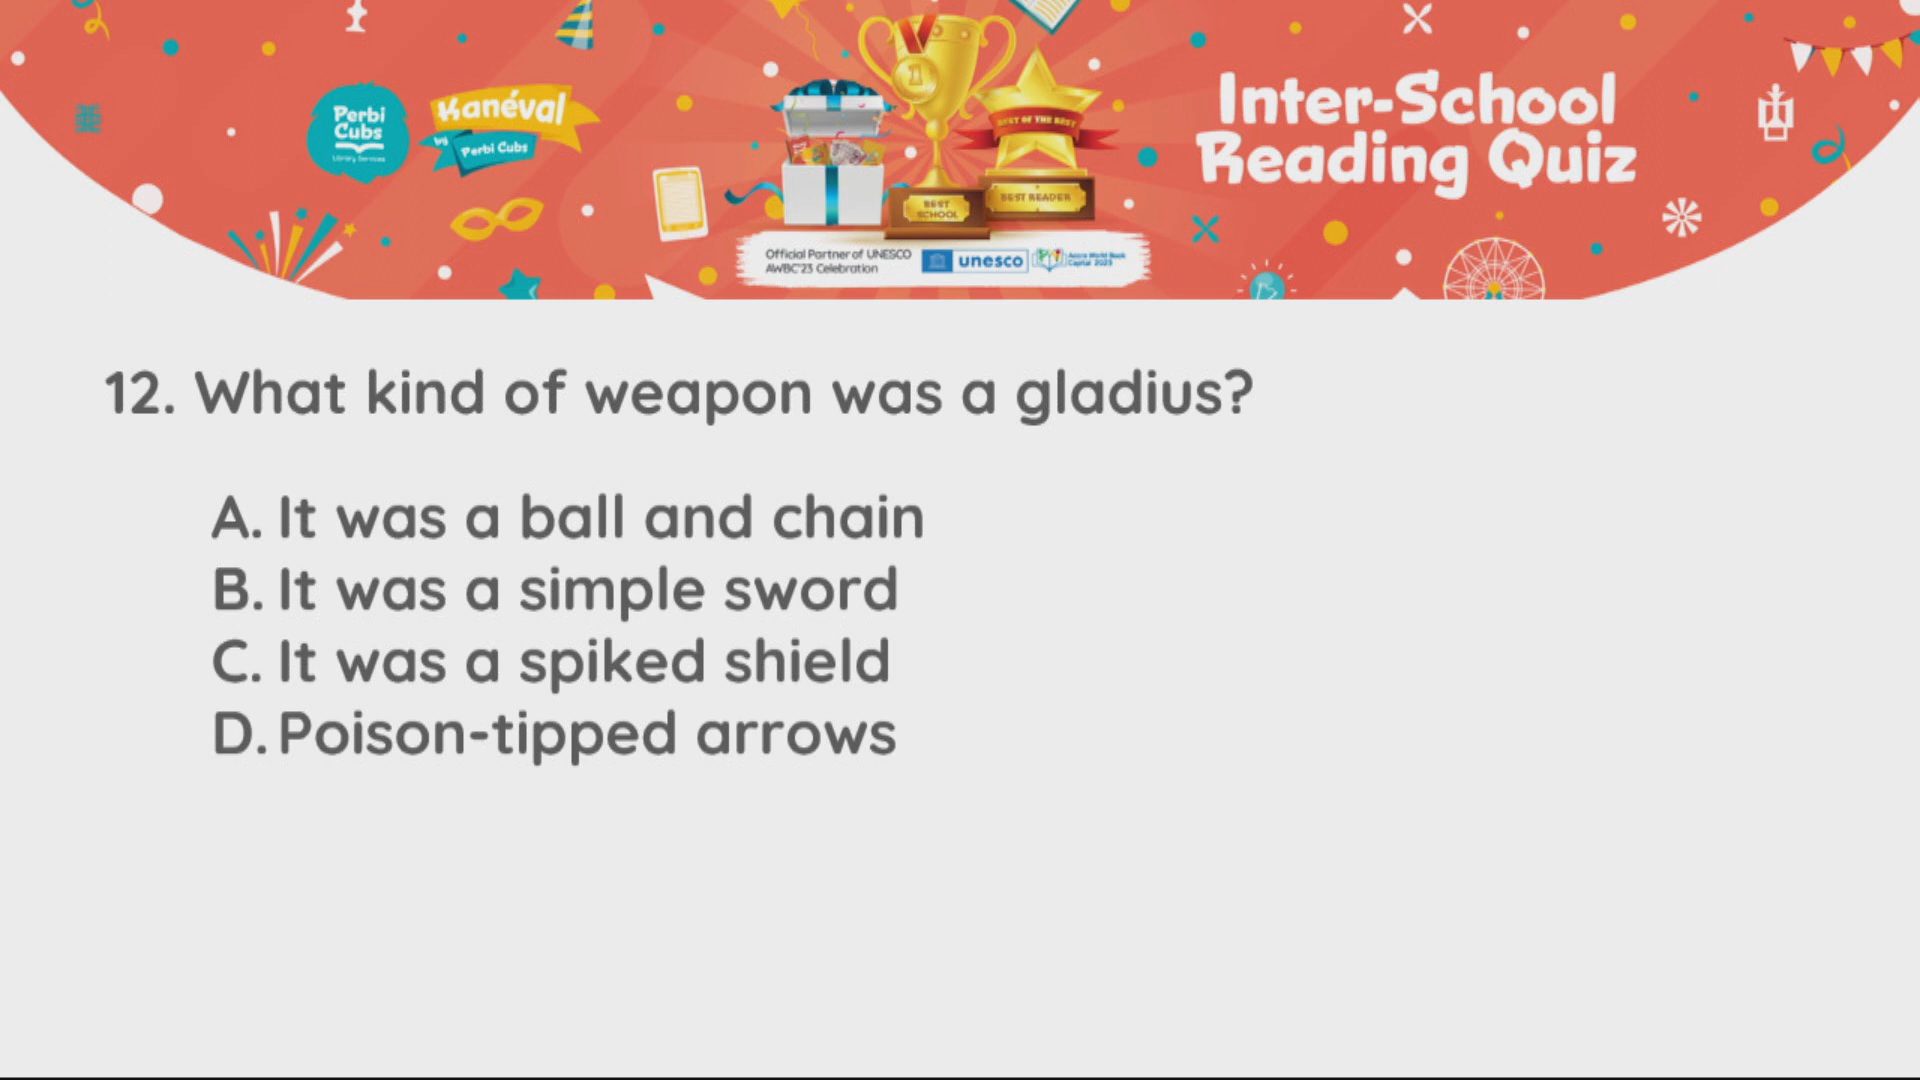 Perbi
Cubs
Library Services
Kanéval
by Perbi Cubs
1
BEST OF THE BEST
BEST
SCHOOL
BEST READER
Official Partner of UNESCO
AWBC'23 Celebration
unesco
Accra World Book
Capital 2023
Inter-School
Reading Quiz
12. What kind of weapon was a gladius?
A. It was a ball and chain
B. It was a simple sword
C. It was a spiked shield
D. Poison-tipped arrows